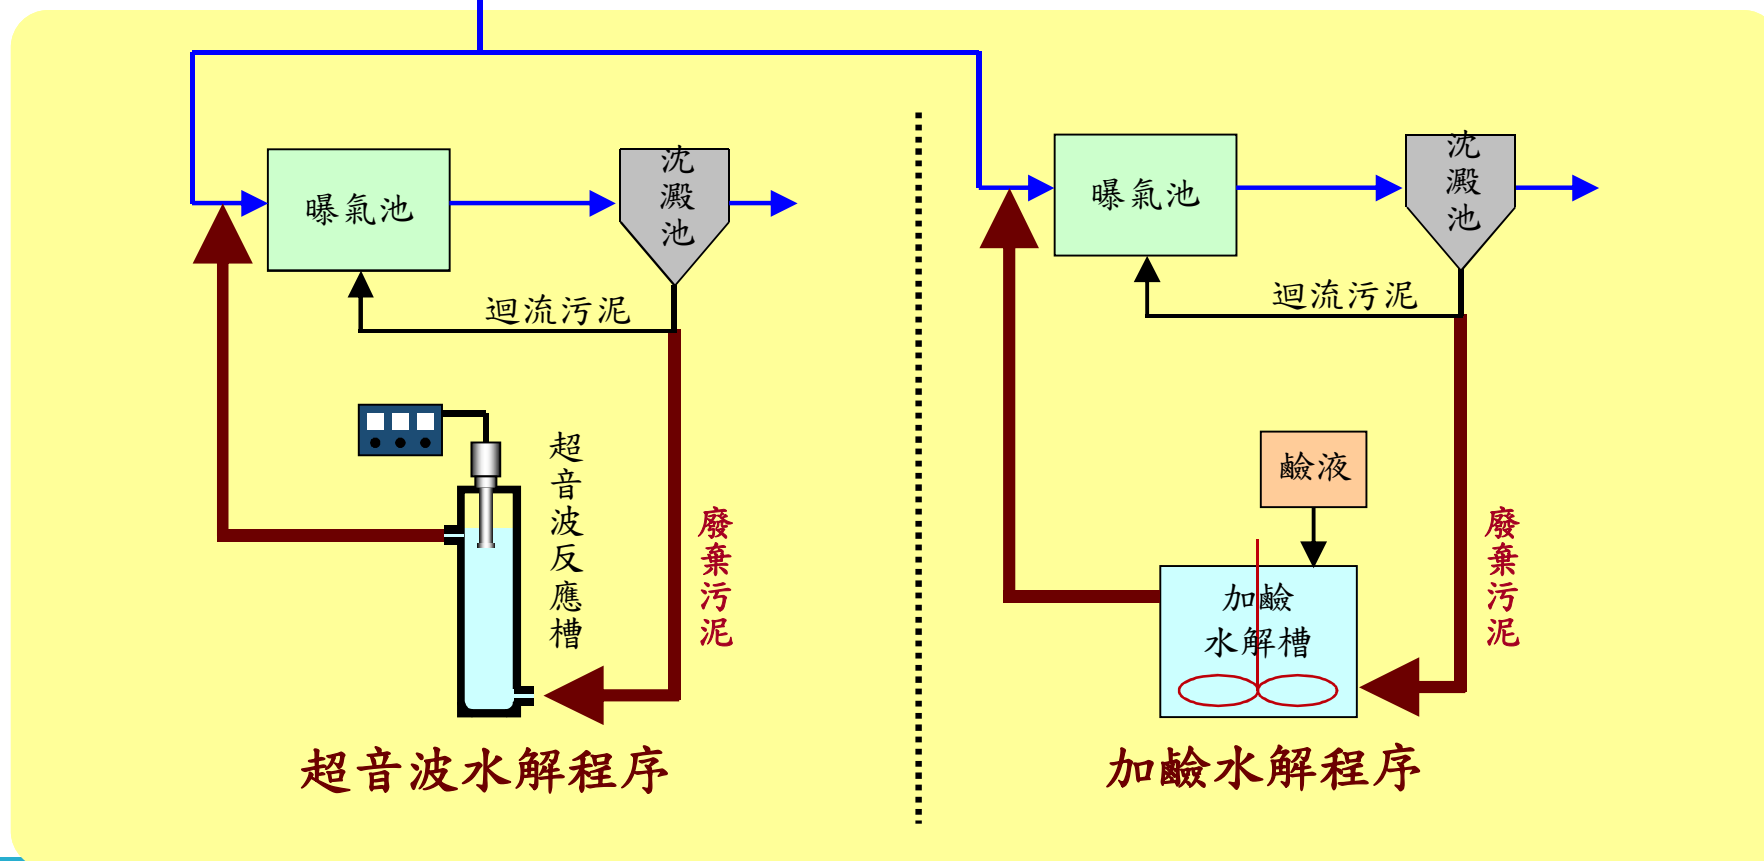 曝氣池
沈澱池
迴流污泥
超音波反應槽
廢棄污泥
超音波水解程序
曝氣池
沈澱池
迴流污泥
鹼液
加鹼
水解槽
廢棄污泥
加鹼水解程序